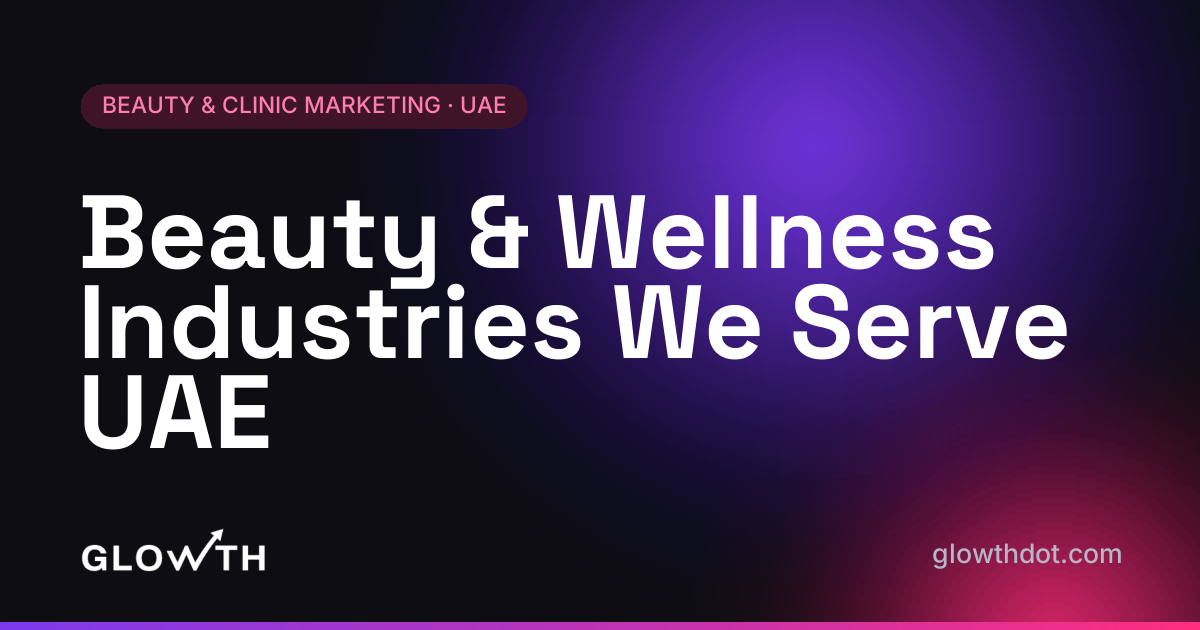 BEAUTY & CLINIC MARKETING · UAE
Beauty & Wellness
Industries We Serve
UAE
GLOWTH
glowthdot.com